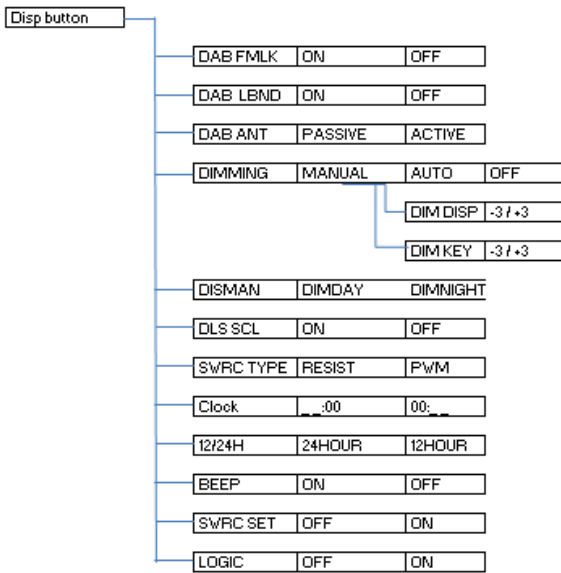 Disp button
DAB FMLK ON OFF
DAB LBND ON OFF
DAB ANT PASSIVE ACTIVE
DIMMING MANUAL AUTO OFF
DIM DISP -3 / +3
DIM KEY -3 / +3
DISMAN DIMDAY DIMNIGHT
DLS SCL ON OFF
SWRC TYPE RESIST PWM
Clock _ _:00 00:_ _
12/24H 24HOUR 12HOUR
BEEP ON OFF
SWRC SET OFF ON
LOGIC OFF ON